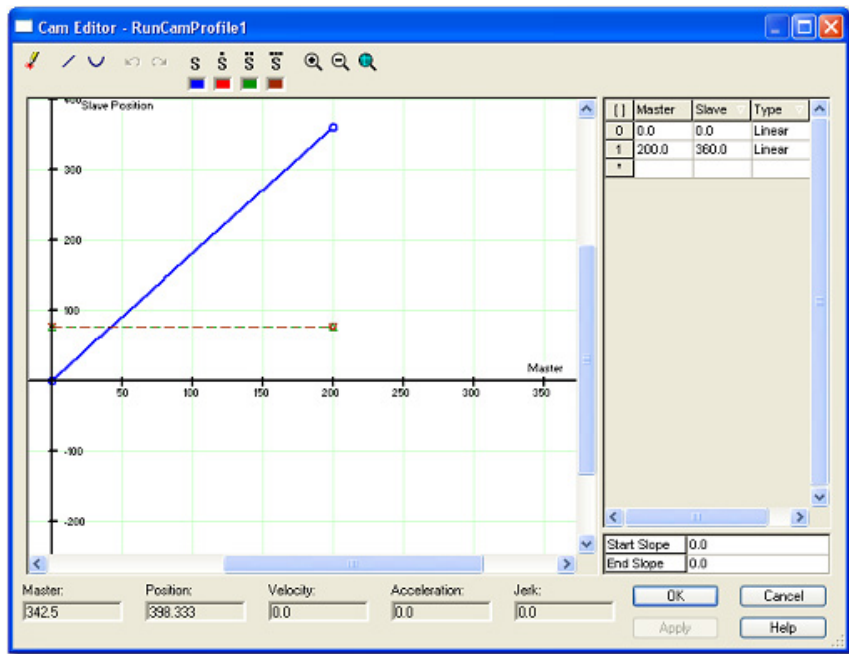 Cam Editor - RunCamProfile1
S Ṡ S̈ S⃛
400 Slave Position
300
200
100
Master
50 100 150 200 250 300 350
-100
-200
[ ] Master Slave Type
0 0.0 0.0 Linear
1 200.0 360.0 Linear
*
Start Slope 0.0
End Slope 0.0
Master: Position: Velocity: Acceleration: Jerk:
342.5 398.333 0.0 0.0 0.0
OK Cancel
Apply Help